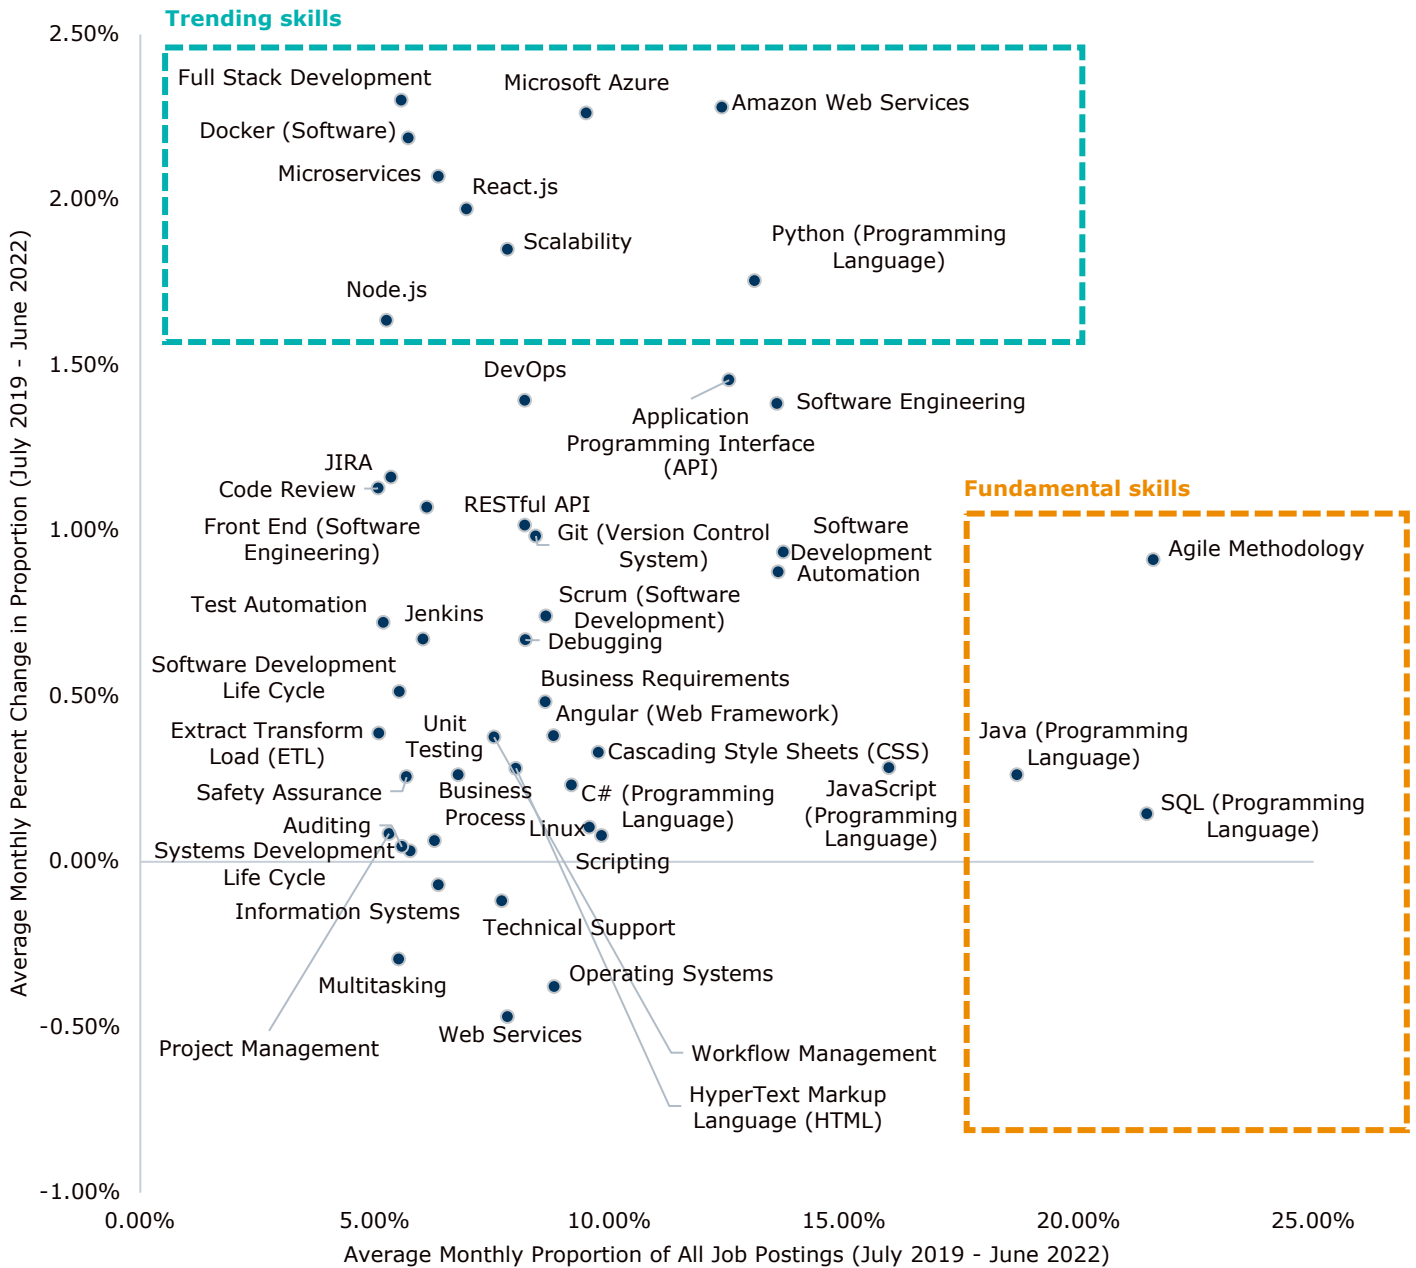 Trending skills
2.50%
Full Stack Development
Microsoft Azure
Amazon Web Services
Docker (Software)
Microservices
React.js
2.00%
Python (Programming
Language)
Scalability
Node.js
1.50%
DevOps
Application
Programming Interface
(API)
Software Engineering
JIRA
Code Review
Fundamental skills
RESTful API
Front End (Software
Engineering)
1.00%
Git (Version Control
System)
Software
Development
Automation
Agile Methodology
Test Automation
Jenkins
Scrum (Software
Development)
Debugging
Software Development
Life Cycle
0.50%
Business Requirements
Angular (Web Framework)
Extract Transform
Load (ETL)
Unit
Testing
Cascading Style Sheets (CSS)
Java (Programming
Language)
Safety Assurance
Business
Process
C# (Programming
Language)
JavaScript
(Programming
Language)
SQL (Programming
Language)
Auditing
Linux
Systems Development
Life Cycle
0.00%
Scripting
Information Systems
Technical Support
Multitasking
Operating Systems
-0.50%
Web Services
Project Management
Workflow Management
HyperText Markup
Language (HTML)
-1.00%
0.00%
5.00%
10.00%
15.00%
20.00%
25.00%
Average Monthly Proportion of All Job Postings (July 2019 - June 2022)
Average Monthly Percent Change in Proportion (July 2019 - June 2022)